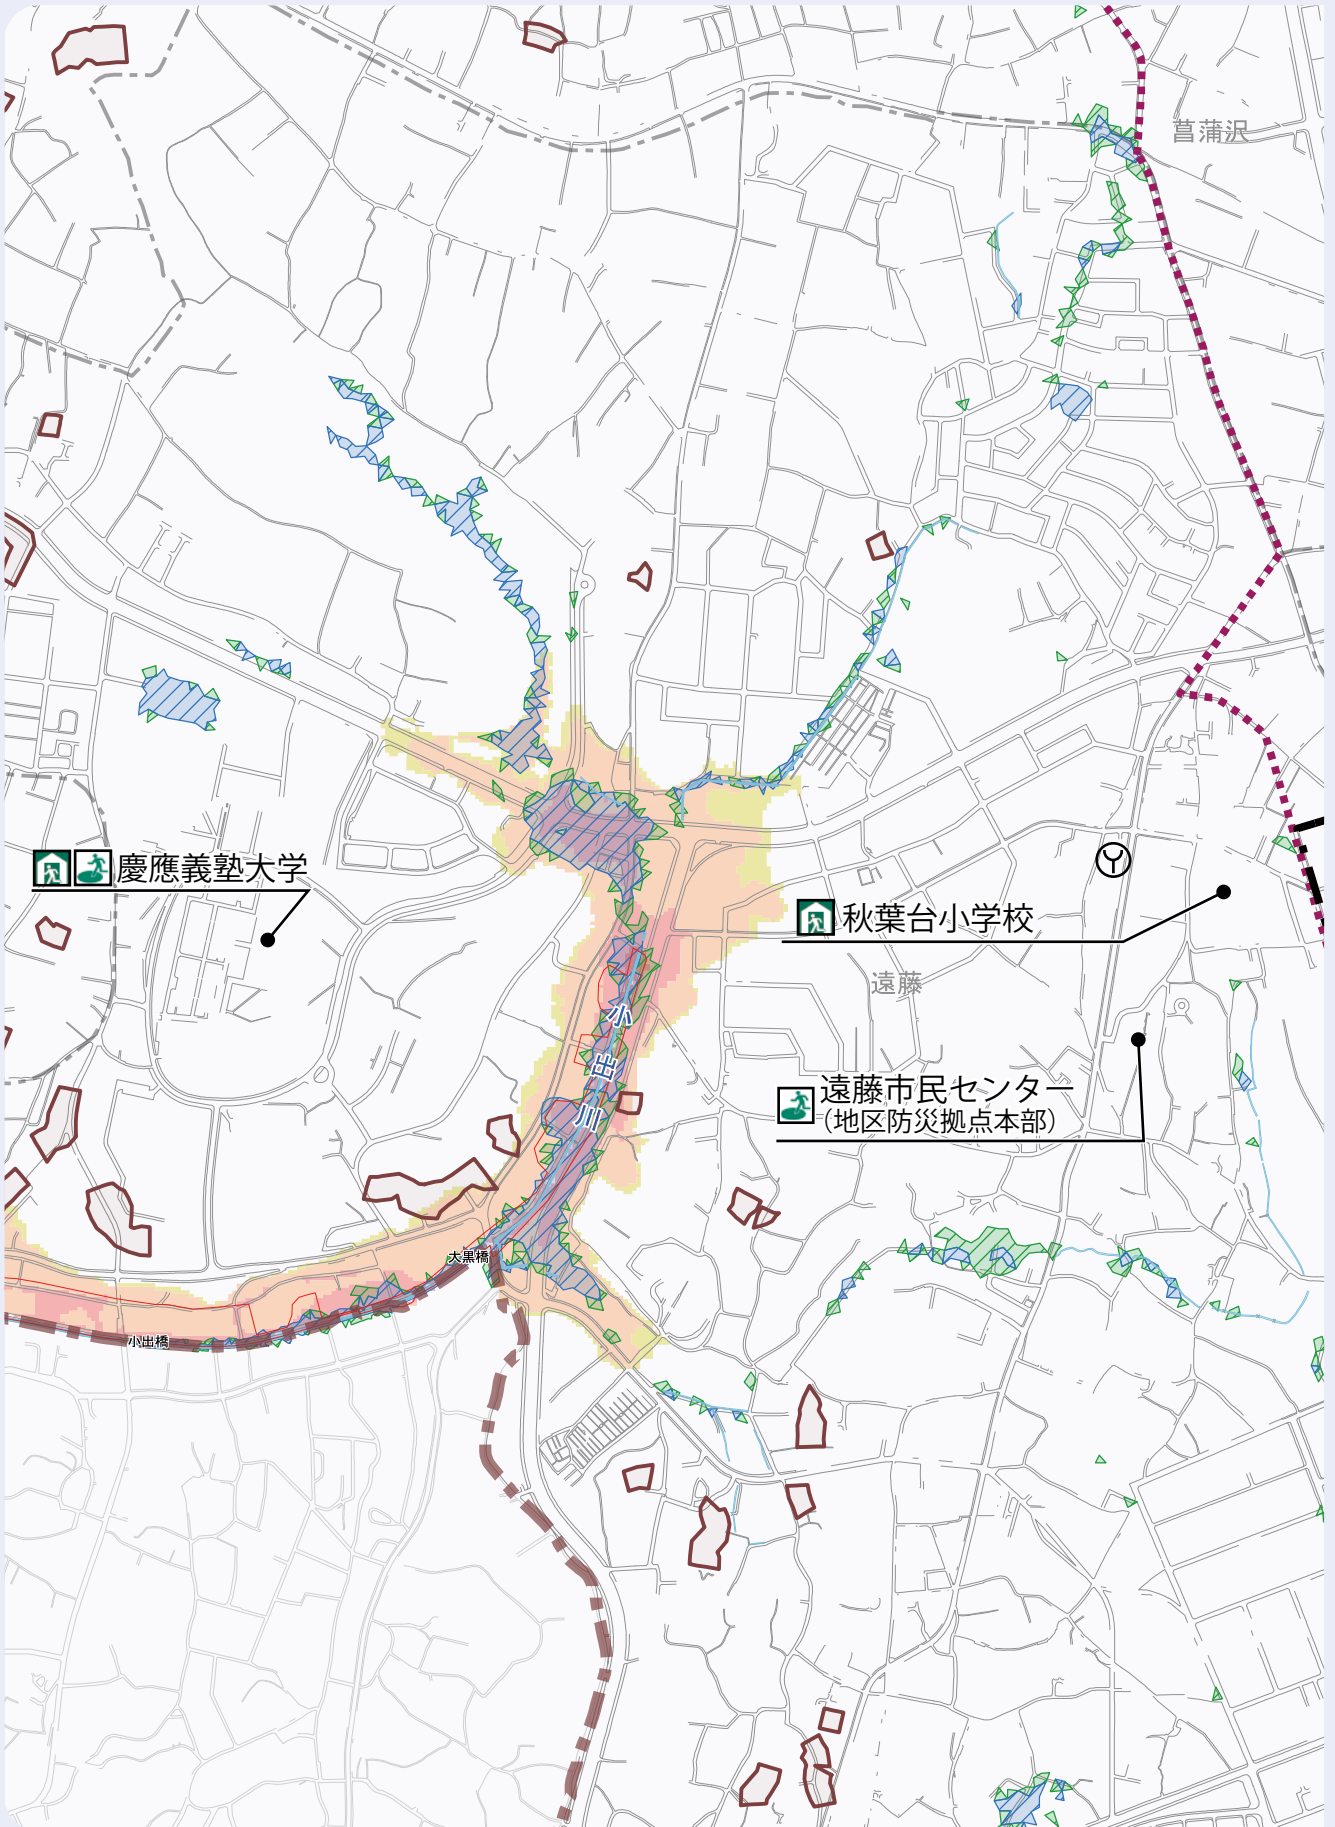 菖蒲沢
慶應義塾大学
秋葉台小学校
遠藤
小出川
遠藤市民センター
（地区防災拠点本部）
大黒橋
小出橋